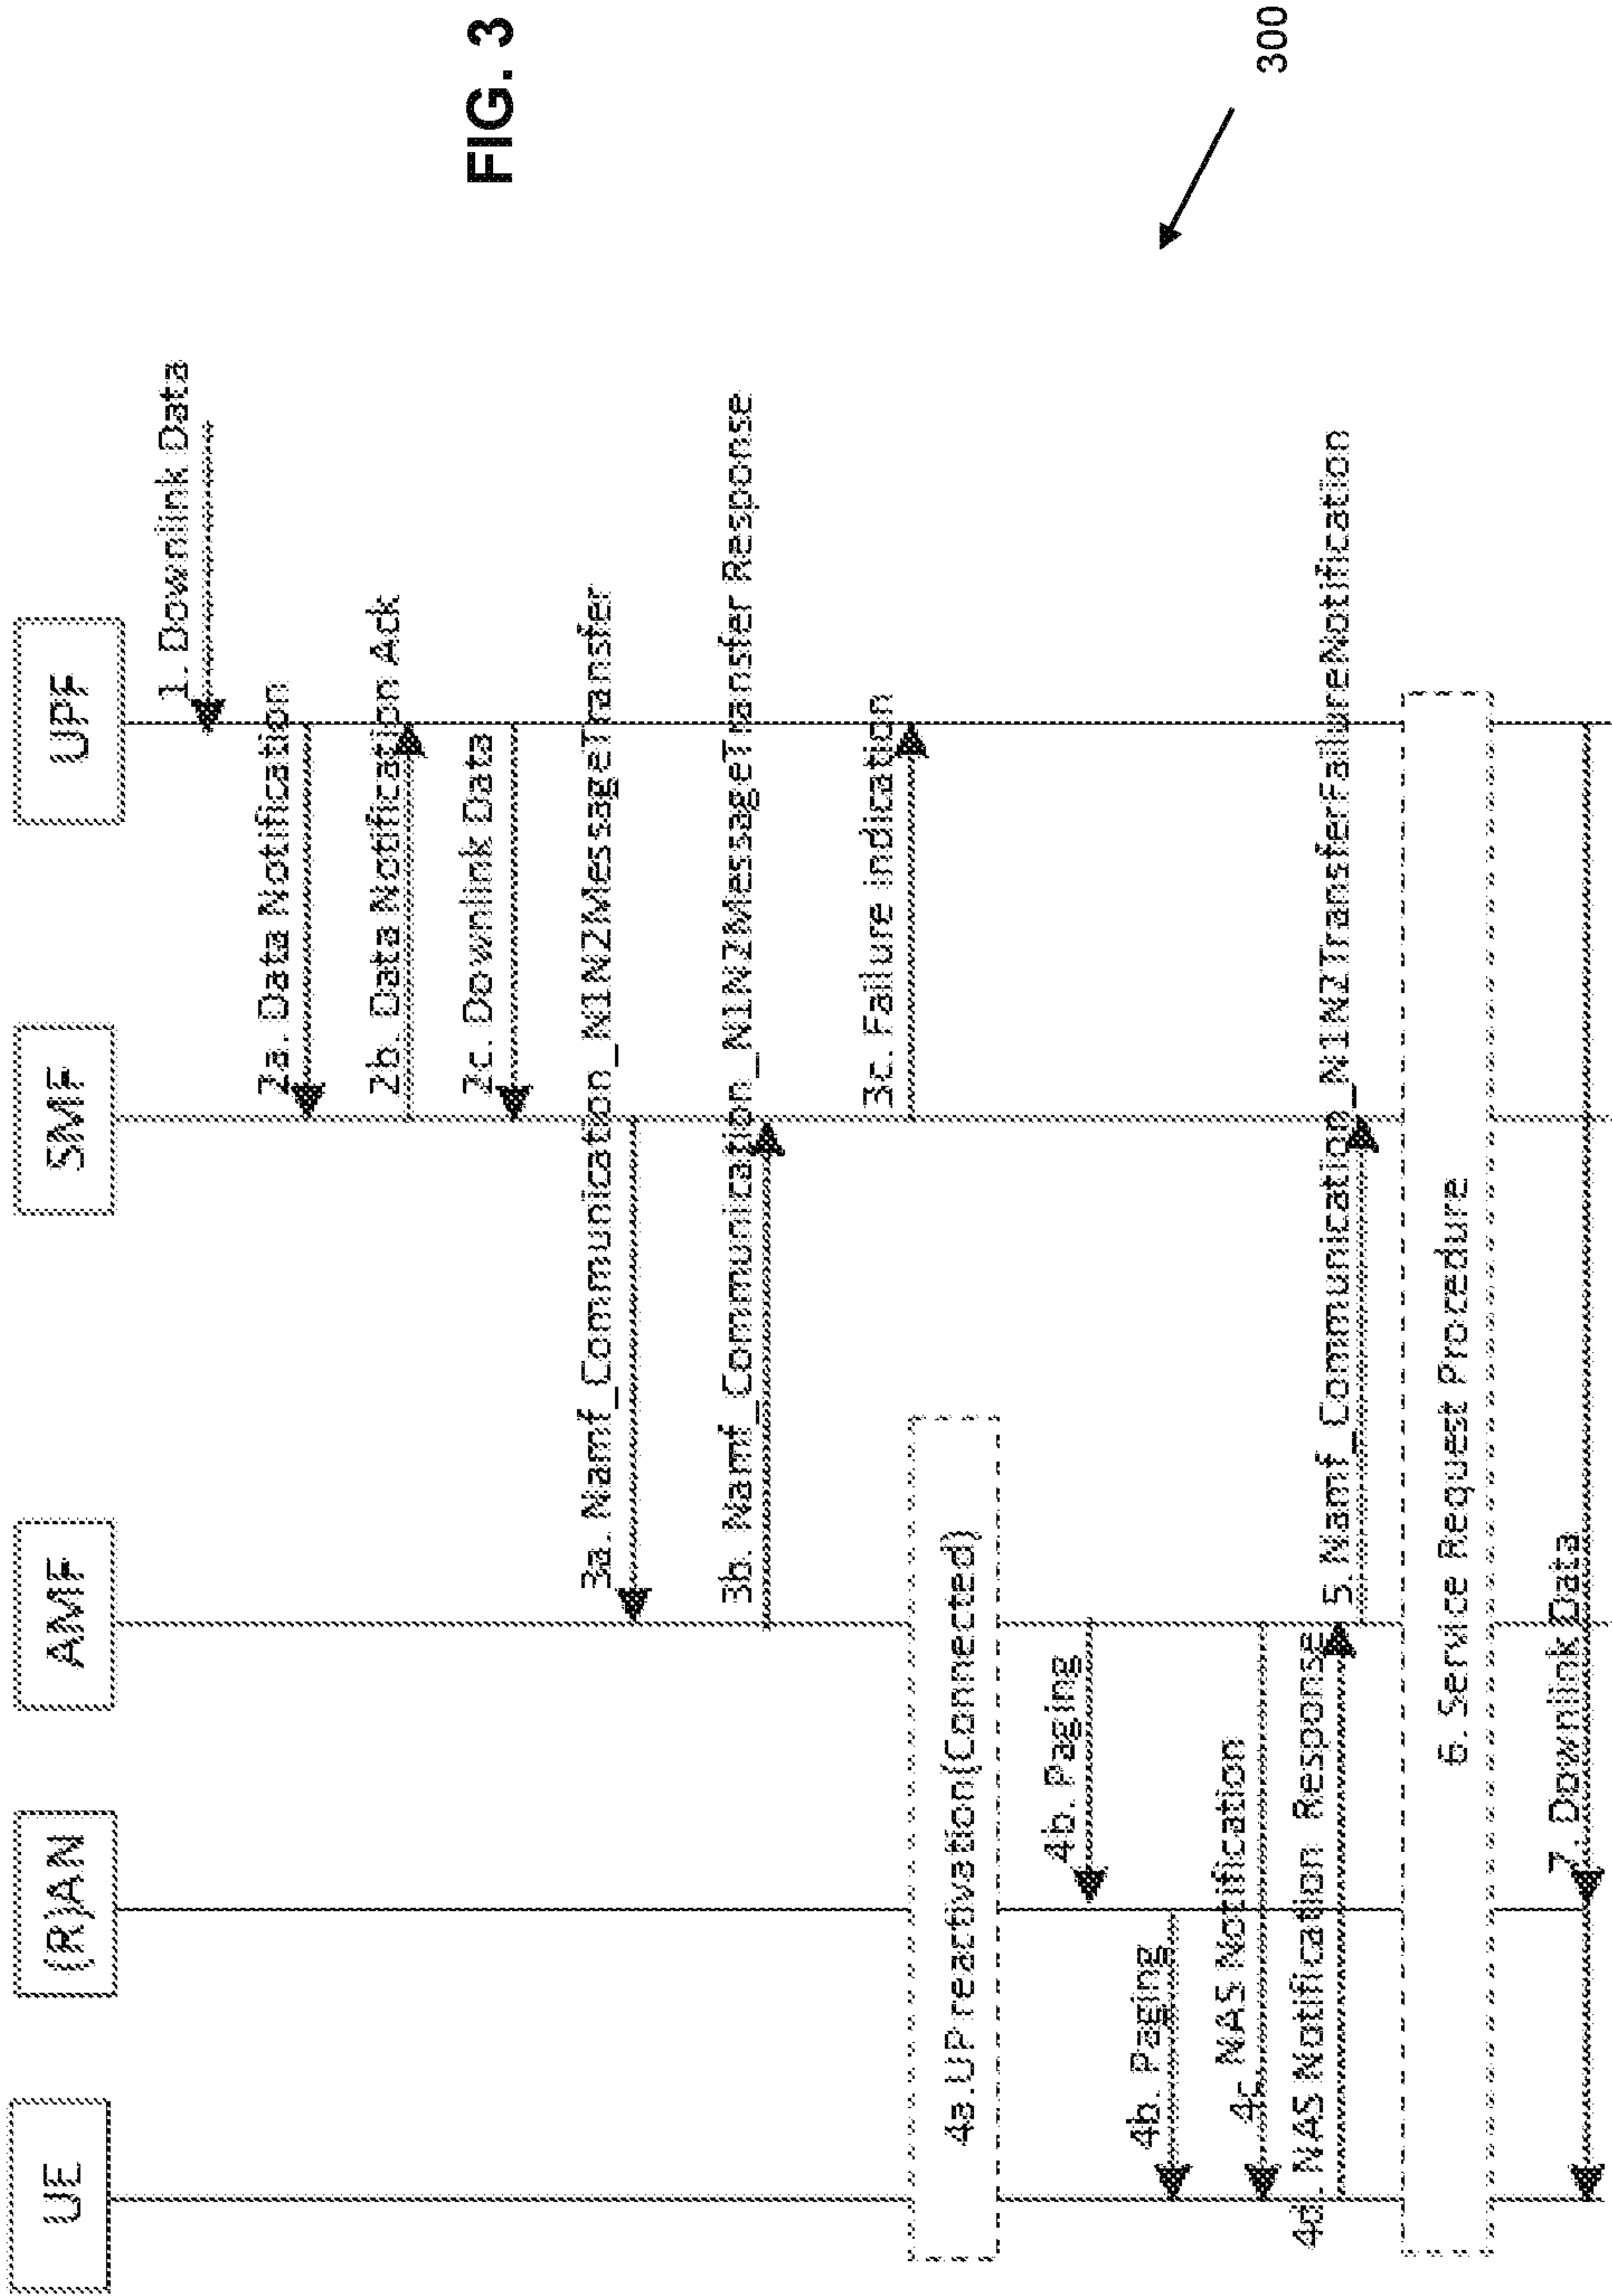 UE
(R)AN
AMF
SMF
UPF
1. Downlink Data
2a. Data Notification
2b. Data Notification Ack
2c. Downlink Data
3a. Namf_Communication_N1N2MessageTransfer
3b. Namf_Communication_N1N2MessageTransfer Response
3c. Failure indication
4a. UP reactivation(Connected)
4b. Paging
4b. Paging
4c. NAS Notification
4d. NAS Notification Response
5. Namf_Communication_N1N2TransferFailureNotification
6. Service Request Procedure
7. Downlink Data
FIG. 3
300